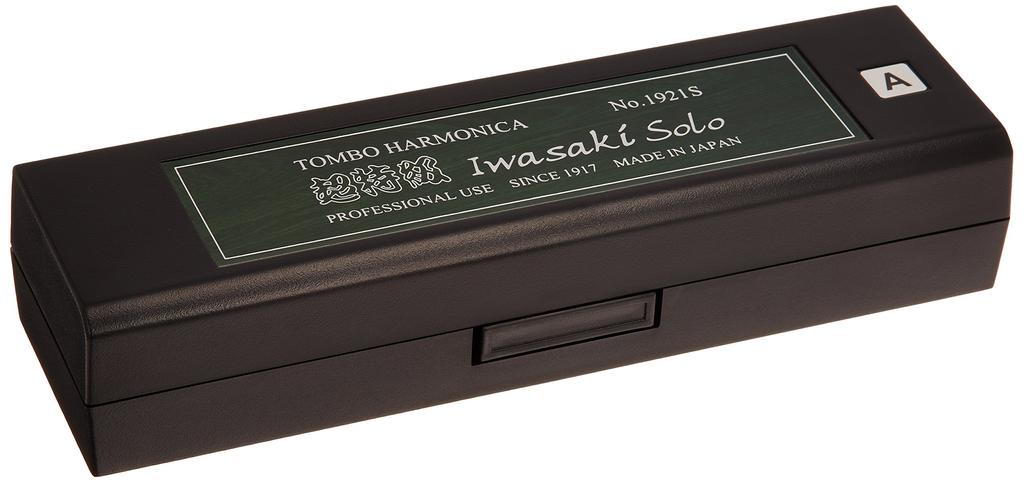 TOMBO HARMONICA No.1921S
超特級 Iwasaki Solo
PROFESSIONAL USE SINCE 1917 MADE IN JAPAN
A